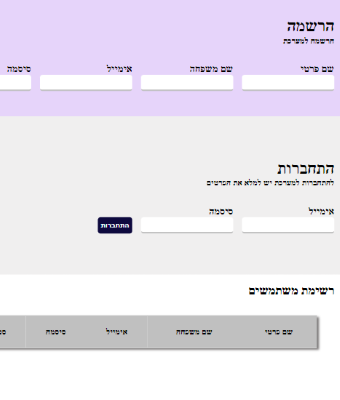 הרשמה
הרשמה למערכת
שם פרטי שם משפחה אימייל סיסמה
התחברות
להתחברות למערכת יש למלא את הפרטים
אימייל סיסמה
התחברות
רשימת משתמשים
שם פרטי שם משפחה אימייל סיסמה